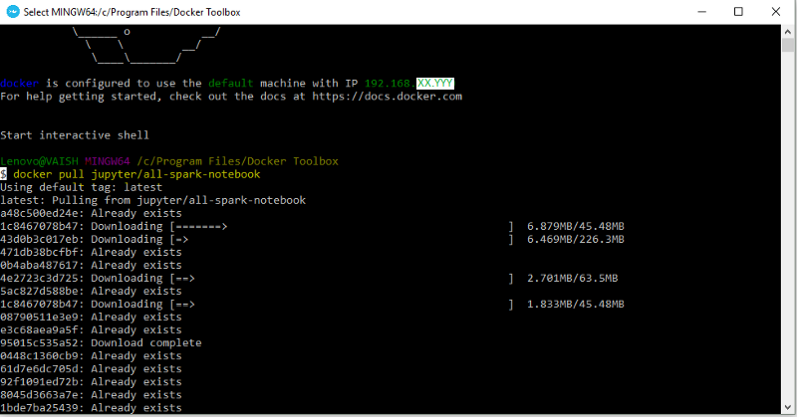 Select MINGW64:/c/Program Files/Docker Toolbox
docker is configured to use the default machine with IP 192.168.XX.YYY
For help getting started, check out the docs at https://docs.docker.com
Start interactive shell
Lenovo@VAISH MINGW64 /c/Program Files/Docker Toolbox
$ docker pull jupyter/all-spark-notebook
Using default tag: latest
latest: Pulling from jupyter/all-spark-notebook
a48c500ed24e: Already exists
1c8467078b47: Downloading [=======> ] 6.879MB/45.48MB
43d0b3c017eb: Downloading [=> ] 6.469MB/226.3MB
471db38bcfbf: Already exists
0b4aba487617: Already exists
4e2723c3d725: Downloading [==> ] 2.701MB/63.5MB
5ac827d588be: Already exists
1c8467078b47: Downloading [==> ] 1.833MB/45.48MB
08790511e3e9: Already exists
e3c68aea9a5f: Already exists
95015c535a52: Download complete
0448c1360cb9: Already exists
61d7e6dc705d: Already exists
92f1091ed72b: Already exists
8045d3663a7e: Already exists
1bde7ba25439: Already exists